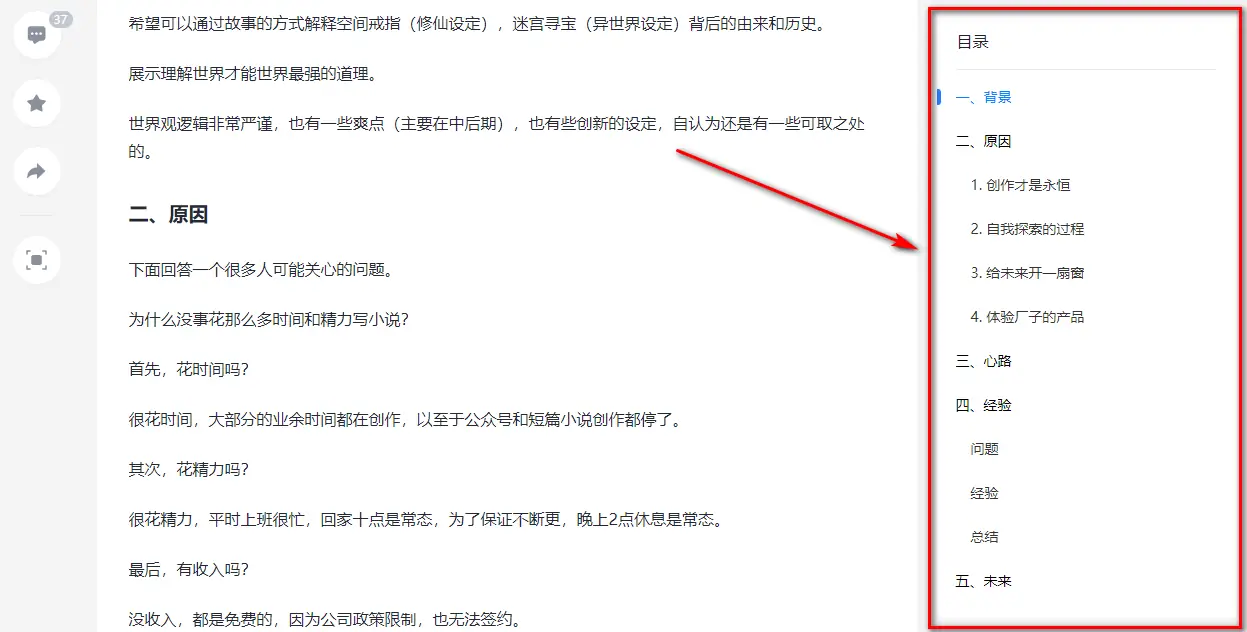 37
希望可以通过故事的方式解释空间戒指（修仙设定），迷宫寻宝（异世界设定）背后的由来和历史。
展示理解世界才能世界最强的道理。
世界观逻辑非常严谨，也有一些爽点（主要在中后期），也有些创新的设定，自认为还是有一些可取之处
的。
二、原因
下面回答一个很多人可能关心的问题。
为什么没事花那么多时间和精力写小说？
首先，花时间吗？
很花时间，大部分的业余时间都在创作，以至于公众号和短篇小说创作都停了。
其次，花精力吗？
很花精力，平时上班很忙，回家十点是常态，为了保证不断更，晚上2点休息是常态。
最后，有收入吗？
没收入，都是免费的，因为公司政策限制，也无法签约。
目录
一、背景
二、原因
1. 创作才是永恒
2. 自我探索的过程
3. 给未来开一扇窗
4. 体验厂子的产品
三、心路
四、经验
问题
经验
总结
五、未来